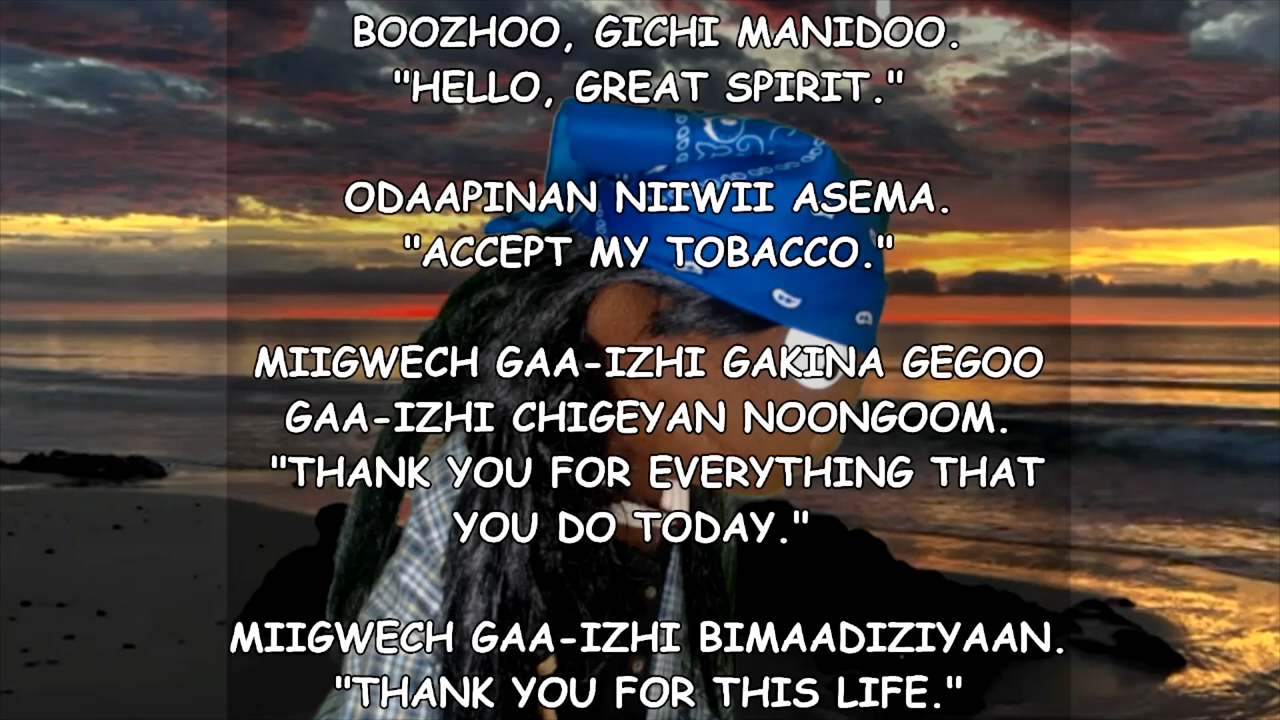 BOOZHOO, GICHI MANIDOO.
"HELLO, GREAT SPIRIT."
ODAAPINAN NIIWII ASEMA.
"ACCEPT MY TOBACCO."
MIIGWECH GAA-IZHI GAKINA GEGOO
GAA-IZHI CHIGEYAN NOONGOOM.
"THANK YOU FOR EVERYTHING THAT
YOU DO TODAY."
MIIGWECH GAA-IZHI BIMAADIZIYAAN.
"THANK YOU FOR THIS LIFE."